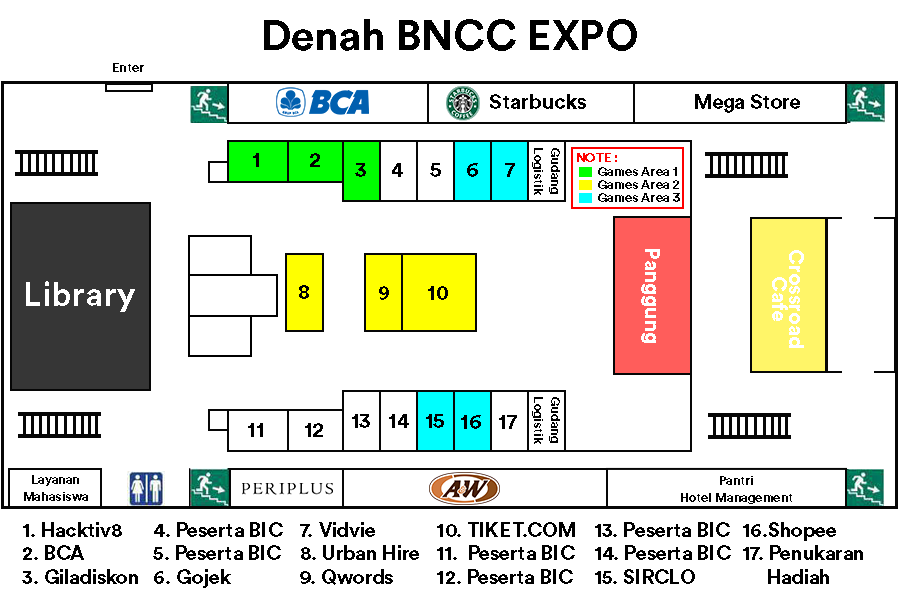 Denah BNCC EXPO
Enter
BCA
Starbucks
Mega Store
1
2
3
4
5
6
7
Gudang
Logistik
NOTE :
Games Area 1
Games Area 2
Games Area 3
Library
8
9
10
Panggung
Crossroad
Cafe
11
12
13
14
15
16
17
Gudang
Logistik
Layanan
Mahasiswa
PERIPLUS
A&W
Pantri
Hotel Management
1. Hacktiv8
2. BCA
3. Giladiskon
4. Peserta BIC
5. Peserta BIC
6. Gojek
7. Vidvie
8. Urban Hire
9. Qwords
10. TIKET.COM
11. Peserta BIC
12. Peserta BIC
13. Peserta BIC
14. Peserta BIC
15. SIRCLO
16.Shopee
17. Penukaran
Hadiah